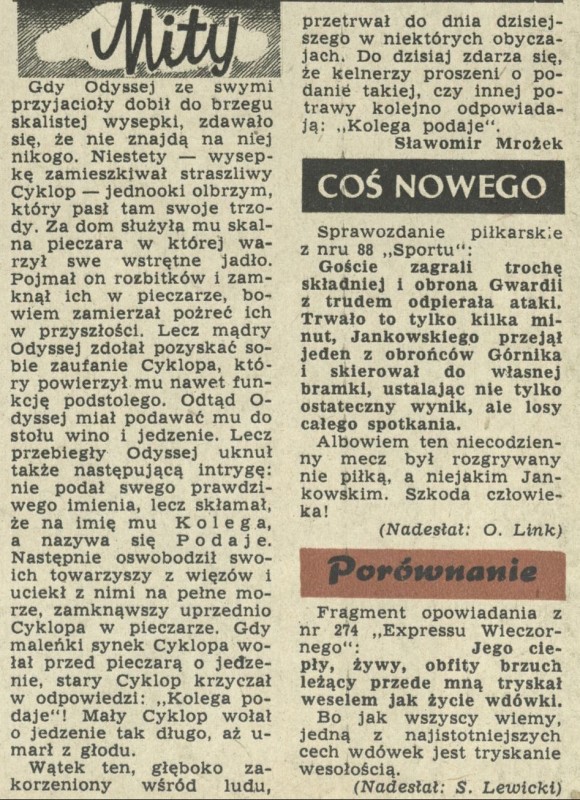 Mity
Gdy Odyssej ze swymi
przyjacioły dobił do brzegu
skalistej wysepki, zdawało
się, że nie znajdą na niej
nikogo. Niestety — wysep-
kę zamieszkiwał straszliwy
Cyklop — jednooki olbrzym,
który pasł tam swoje trzo-
dy. Za dom służyła mu skal-
na pieczara w której wa-
rzył swe wstrętne jadło.
Pojmał on rozbitków i zam-
knął ich w pieczarze, bo-
wiem zamierzał pożreć ich
w przyszłości. Lecz mądry
Odyssej zdołał pozyskać so-
bie zaufanie Cyklopa, któ-
ry powierzył mu nawet fun-
kcję podstolego. Odtąd O-
dyssej miał podawać mu do
stołu wino i jedzenie. Lecz
przebiegły Odyssej uknuł
także następującą intrygę:
nie podał swego prawdzi-
wego imienia, lecz skłamał,
że na imię mu Kolega,
a nazywa się Podaje.
Następnie oswobodził swo-
ich towarzyszy z więzów i
uciekł z nimi na pełne mo-
rze, zamknąwszy uprzednio
Cyklopa w pieczarze. Gdy
maleńki synek Cyklopa wo-
łał przed pieczarą o jedze-
nie, stary Cyklop krzyczał
w odpowiedzi: „Kolega po-
daje"! Mały Cyklop wołał
o jedzenie tak długo, aż u-
marł z głodu.
Wątek ten, głęboko za-
korzeniony wśród ludu,
przetrwał do dnia dzisiej-
szego w niektórych obycza-
jach. Do dzisiaj zdarza się,
że kelnerzy proszeni o po-
danie takiej, czy innej po-
trawy kolejno odpowiada-
ją: „Kolega podaje".
Sławomir Mrożek
COŚ NOWEGO
Sprawozdanie piłkarskie
z nru 88 „Sportu":
Goście zagrali trochę
składniej i obrona Gwardii
z trudem odpierała ataki.
Trwało to tylko kilka mi-
nut, Jankowskiego przejął
jeden z obrońców Górnika
i skierował do własnej
bramki, ustalając nie tylko
ostateczny wynik, ale losy
całego spotkania.
Albowiem ten niecodzien-
ny mecz był rozgrywany
nie piłką, a niejakim Jan-
kowskim. Szkoda człowie-
ka!
(Nadesłał: O. Link)
Porównanie
Fragment opowiadania z
nr 274 „Expressu Wieczor-
nego": Jego cie-
pły, żywy, obfity brzuch
leżący przede mną tryskał
weselem jak życie wdówki.
Bo jak wszyscy wiemy,
jedną z najistotniejszych
cech wdówek jest tryskanie
wesołością.
(Nadesłał: S. Lewicki)